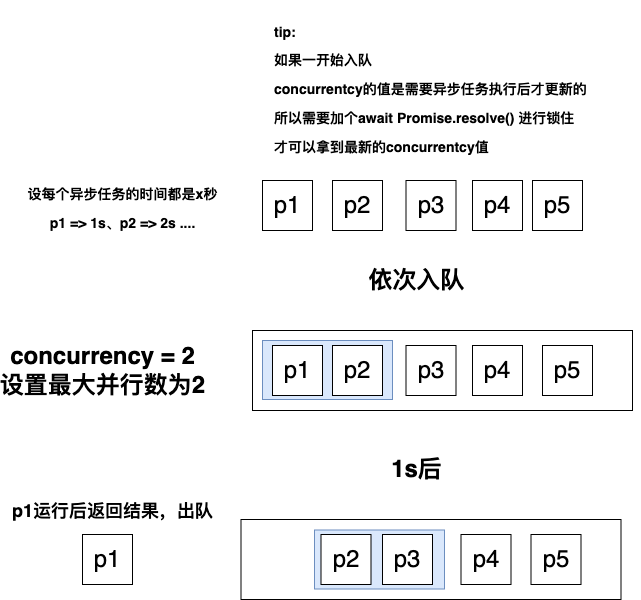 tip:
如果一开始入队
concurrentcy的值是需要异步任务执行后才更新的
所以需要加个await Promise.resolve() 进行锁住
才可以拿到最新的concurrentcy值
设每个异步任务的时间都是x秒
p1 => 1s、p2 => 2s ....
p1 p2 p3 p4 p5
依次入队
concurrency = 2
设置最大并行数为2
p1 p2 p3 p4 p5
1s后
p1运行后返回结果，出队
p1
p2 p3 p4 p5